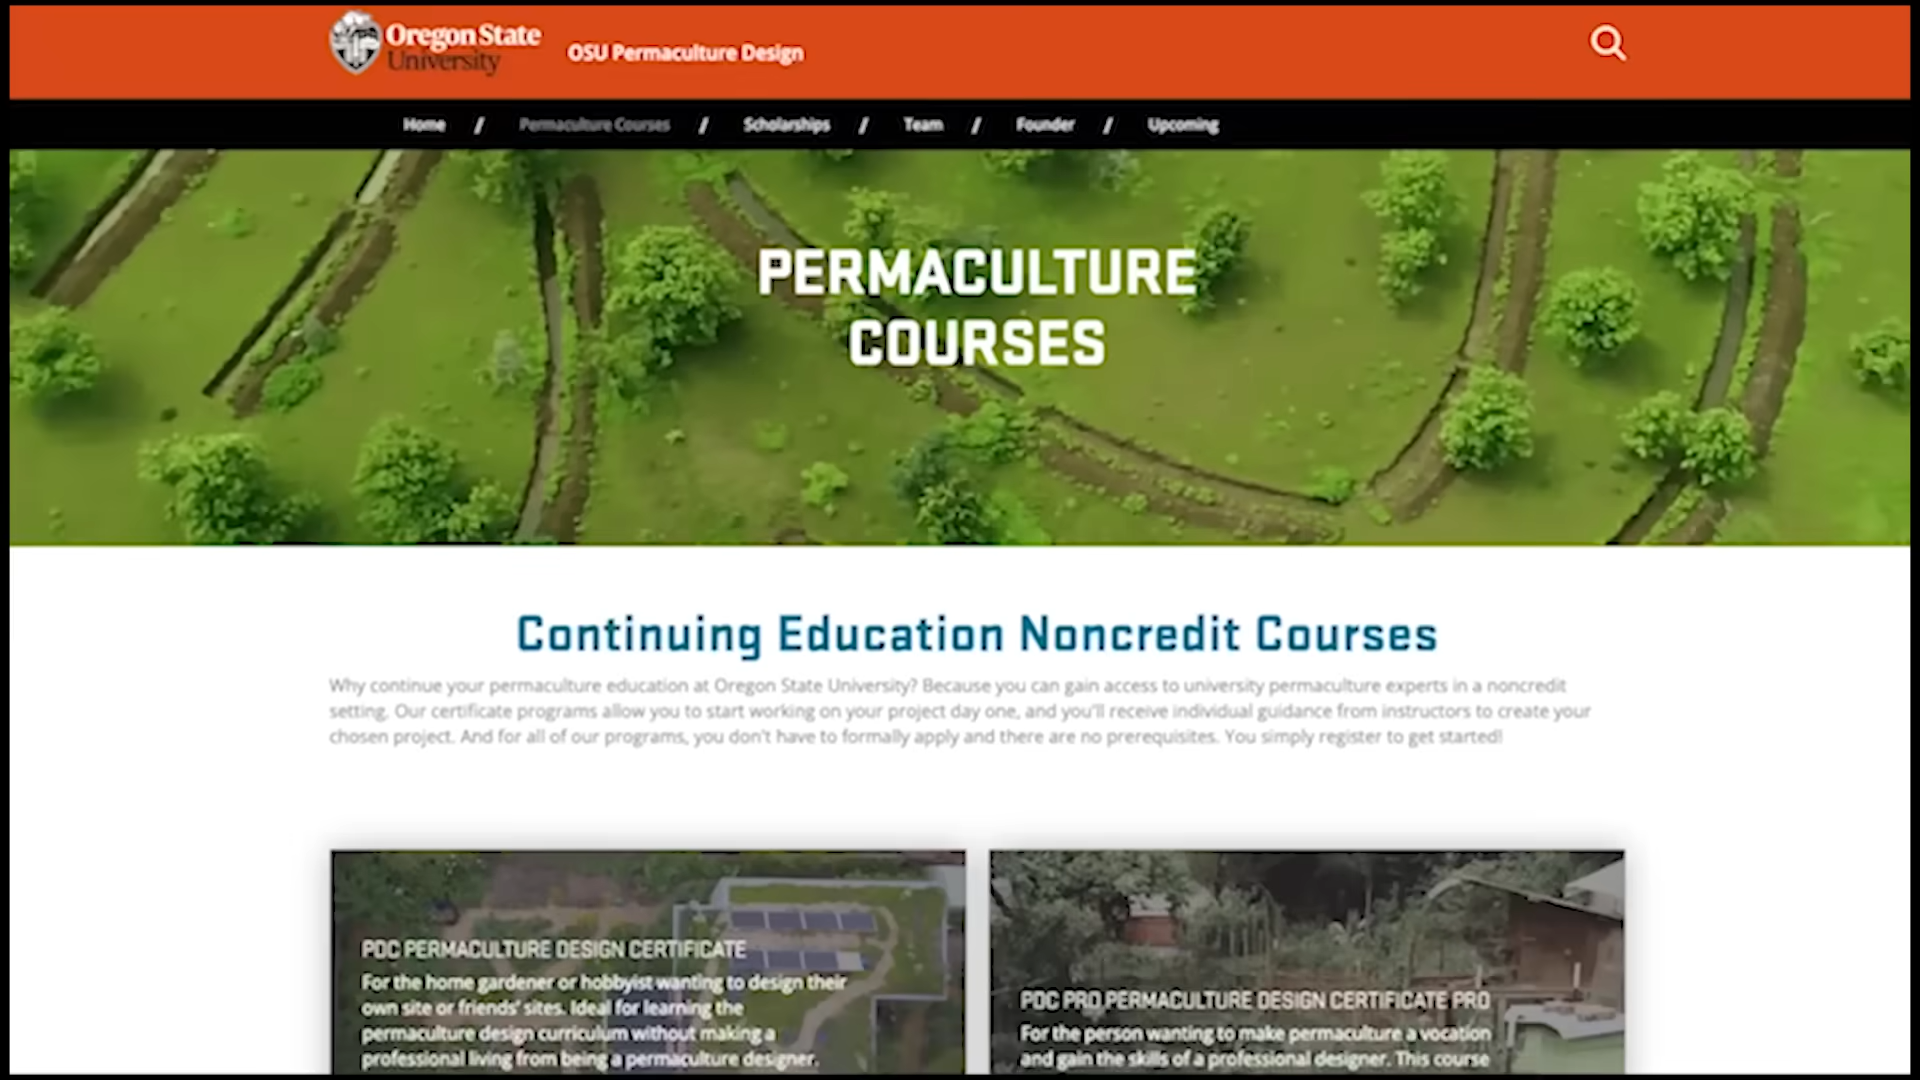 Oregon State
University
OSU Permaculture Design
Home / Permaculture Courses / Scholarships / Team / Founder / Upcoming
PERMACULTURE
COURSES
Continuing Education Noncredit Courses
Why continue your permaculture education at Oregon State University? Because you can gain access to university permaculture experts in a noncredit
setting. Our certificate programs allow you to start working on your project day one, and you'll receive individual guidance from instructors to create your
chosen project. And for all of our programs, you don't have to formally apply and there are no prerequisites. You simply register to get started!
PDC PERMACULTURE DESIGN CERTIFICATE
For the home gardener or hobbyist wanting to design their
own site or friends' sites. Ideal for learning the
permaculture design curriculum without making a
professional living from being a permaculture designer.
PDC PRO PERMACULTURE DESIGN CERTIFICATE PRO
For the person wanting to make permaculture a vocation
and gain the skills of a professional designer. This course